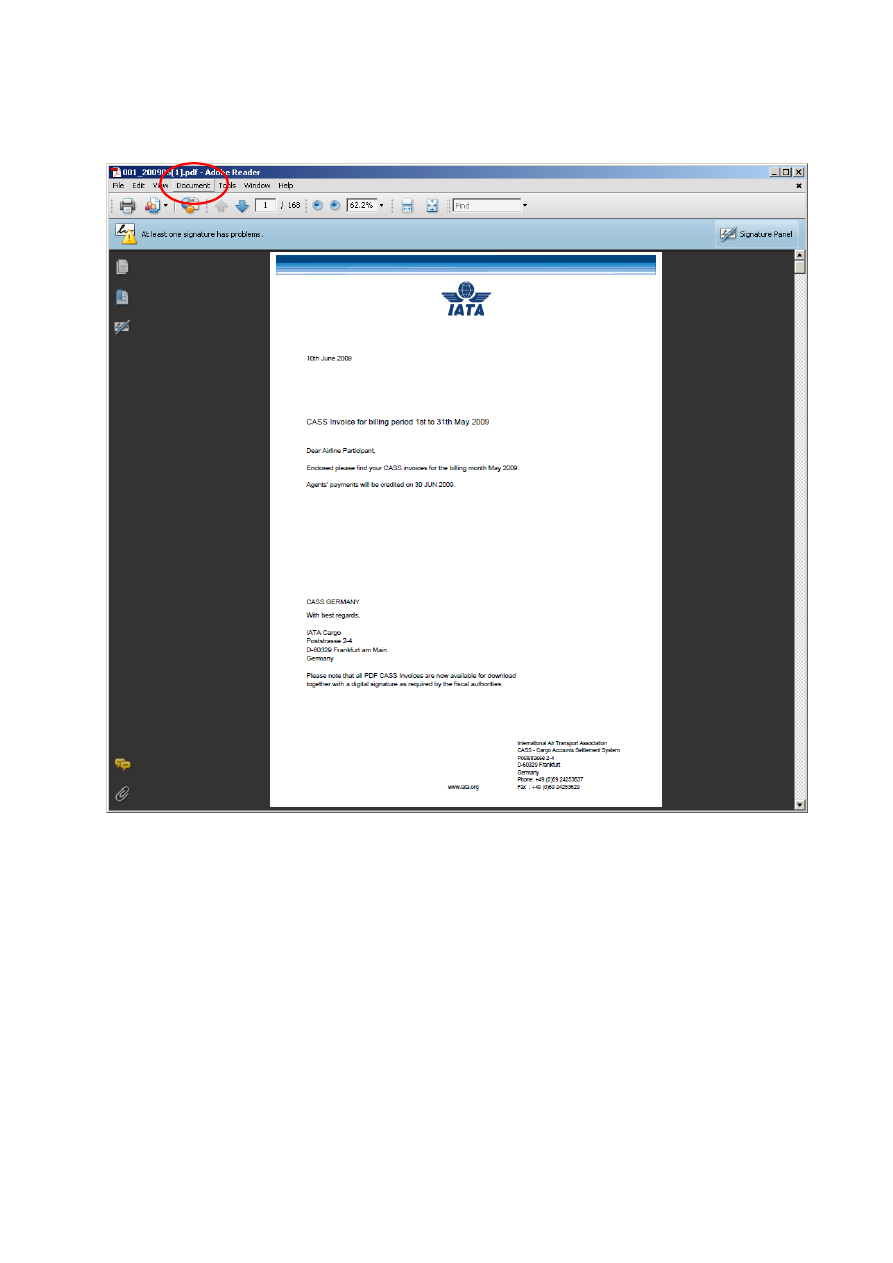 001_200905[1].pdf - Adobe Reader
File Edit View Document Tools Window Help
1 / 168 62.2% Find
At least one signature has problems.
Signature Panel
IATA
10th June 2009
CASS Invoice for billing period 1st to 31th May 2009
Dear Airline Participant,
Enclosed please find your CASS invoices for the billing month May 2009.
Agents' payments will be credited on 30 JUN 2009.
CASS GERMANY
With best regards,
IATA Cargo
Poststrasse 2-4
D-60329 Frankfurt am Main
Germany
Please note that all PDF CASS Invoices are now available for download
together with a digital signature as required by the fiscal authorities.
International Air Transport Association
CASS - Cargo Accounts Settlement System
Poststrasse 2-4
D-60329 Frankfurt
Germany
Phone: +49 (0)69 24253637
www.iata.org Fax : +49 (0)69 24253629